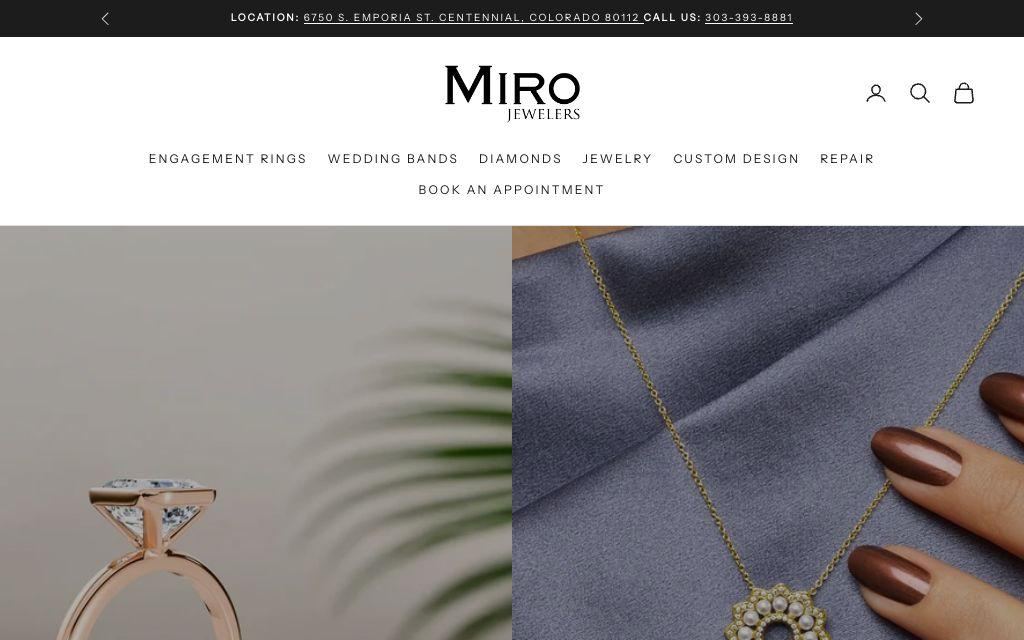 LOCATION: 6750 S. EMPORIA ST. CENTENNIAL, COLORADO 80112 CALL US: 303-393-8881
MIRO
JEWELERS
ENGAGEMENT RINGS WEDDING BANDS DIAMONDS JEWELRY CUSTOM DESIGN REPAIR
BOOK AN APPOINTMENT